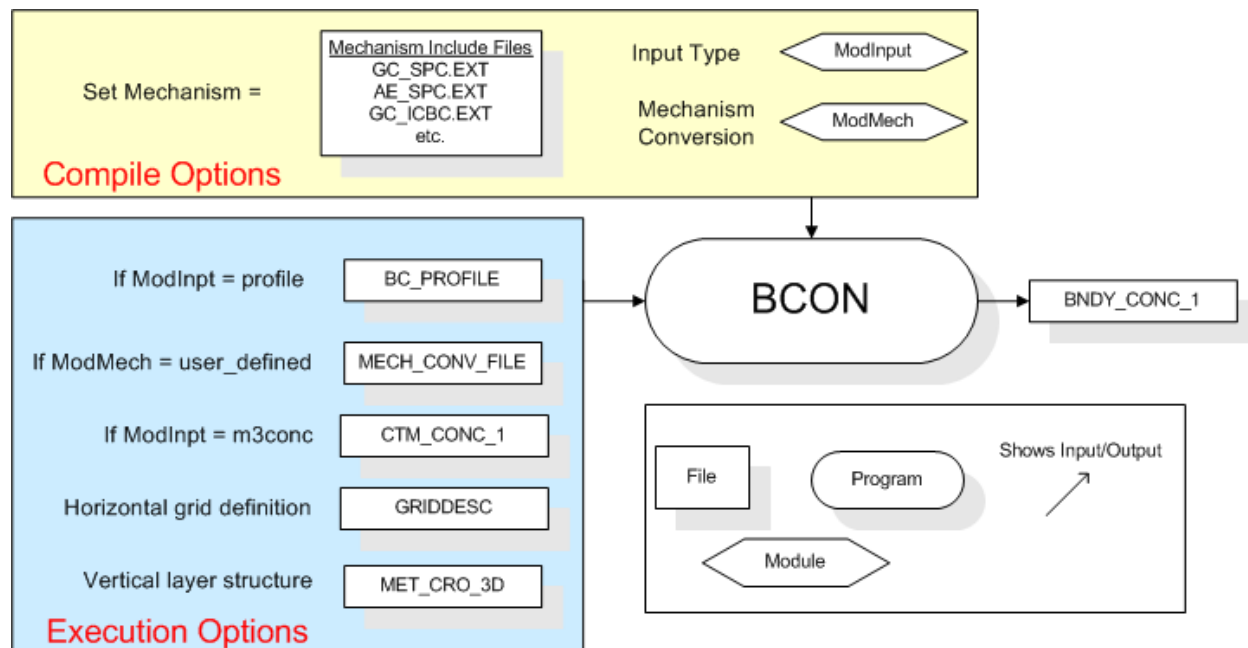 Set Mechanism =
Mechanism Include Files
GC_SPC.EXT
AE_SPC.EXT
GC_ICBC.EXT
etc.
Input Type
ModInput
Mechanism
Conversion
ModMech
Compile Options
If ModInpt = profile
BC_PROFILE
If ModMech = user_defined
MECH_CONV_FILE
If ModInpt = m3conc
CTM_CONC_1
Horizontal grid definition
GRIDDESC
Vertical layer structure
MET_CRO_3D
Execution Options
BCON
BNDY_CONC_1
File
Program
Shows Input/Output
Module